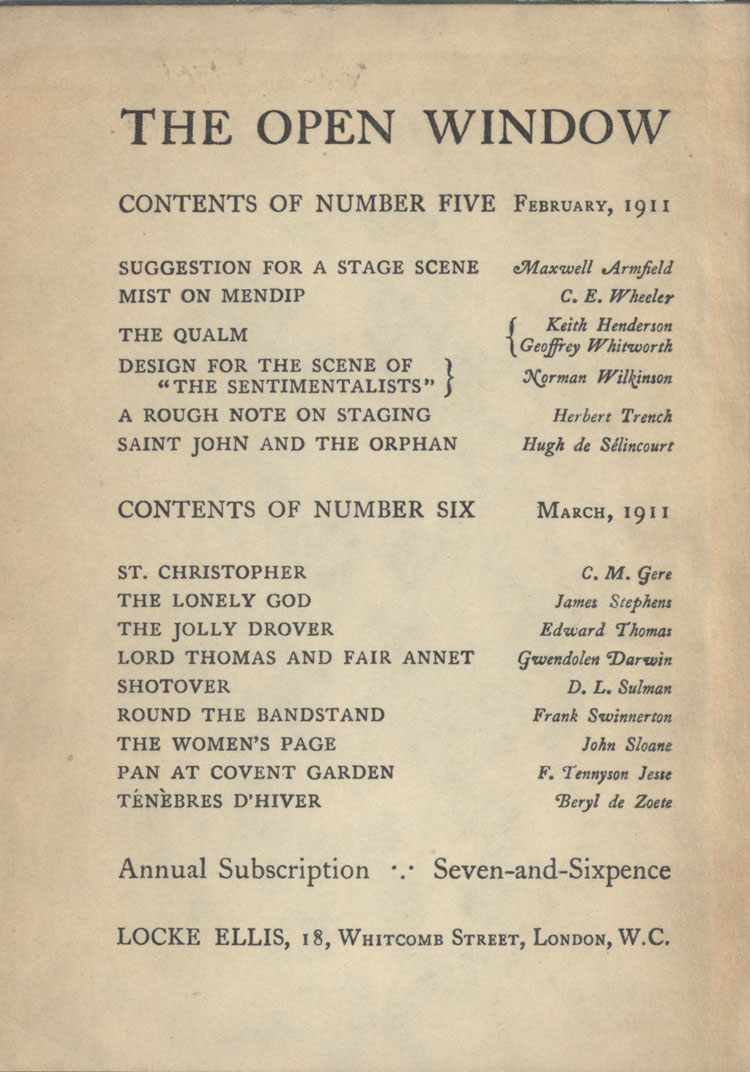 THE OPEN WINDOW
CONTENTS OF NUMBER FIVE FEBRUARY, 1911
SUGGESTION FOR A STAGE SCENE Maxwell Armfield
MIST ON MENDIP C. E. Wheeler
THE QUALM { Keith Henderson
Geoffrey Whitworth
DESIGN FOR THE SCENE OF
"THE SENTIMENTALISTS" } Norman Wilkinson
A ROUGH NOTE ON STAGING Herbert Trench
SAINT JOHN AND THE ORPHAN Hugh de Sélincourt
CONTENTS OF NUMBER SIX MARCH, 1911
ST. CHRISTOPHER C. M. Gere
THE LONELY GOD James Stephens
THE JOLLY DROVER Edward Thomas
LORD THOMAS AND FAIR ANNET Gwendolen Darwin
SHOTOVER D. L. Sulman
ROUND THE BANDSTAND Frank Swinnerton
THE WOMEN'S PAGE John Sloane
PAN AT COVENT GARDEN F. Tennyson Jesse
TÉNÈBRES D'HIVER Beryl de Zoete
Annual Subscription ·.· Seven-and-Sixpence
LOCKE ELLIS, 18, WHITCOMB STREET, LONDON, W.C.